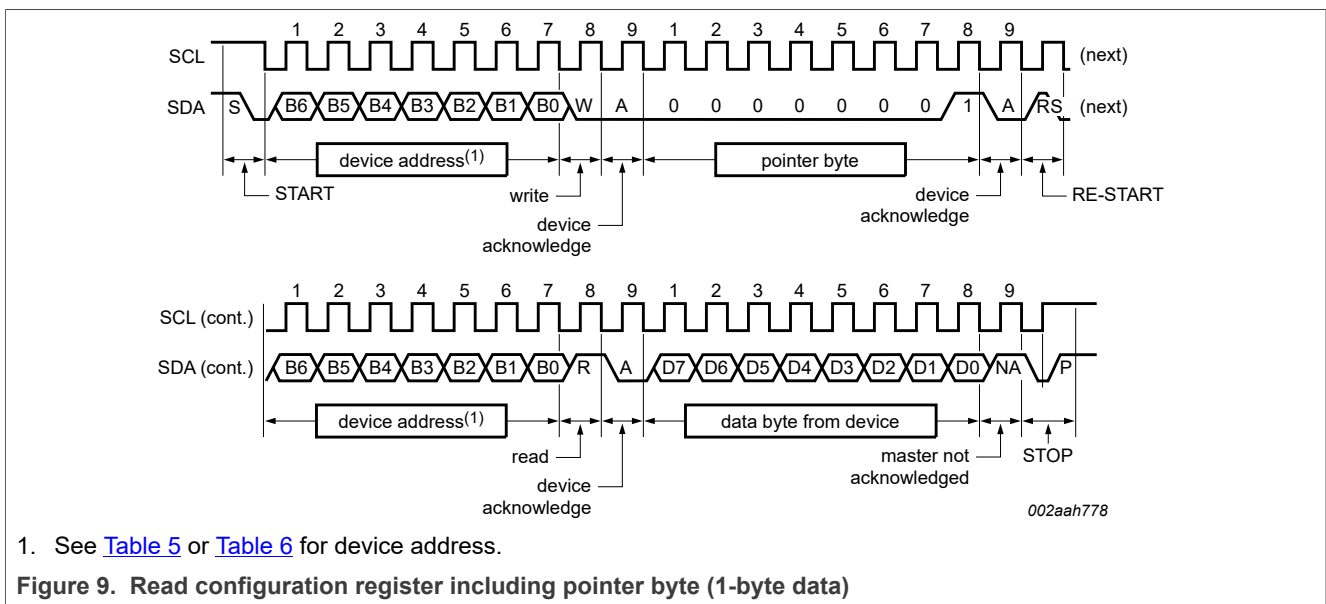 1 2 3 4 5 6 7 8 9 1 2 3 4 5 6 7 8 9
SCL (next)
SDA S B6 B5 B4 B3 B2 B1 B0 W A 0 0 0 0 0 0 0 1 A RS (next)
device address(1) pointer byte
START write device acknowledge device acknowledge RE-START
1 2 3 4 5 6 7 8 9 1 2 3 4 5 6 7 8 9
SCL (cont.)
SDA (cont.) B6 B5 B4 B3 B2 B1 B0 R A D7 D6 D5 D4 D3 D2 D1 D0 NA P
device address(1) data byte from device
read device acknowledge master not acknowledged STOP
002aah778
1. See Table 5 or Table 6 for device address.
Figure 9. Read configuration register including pointer byte (1-byte data)